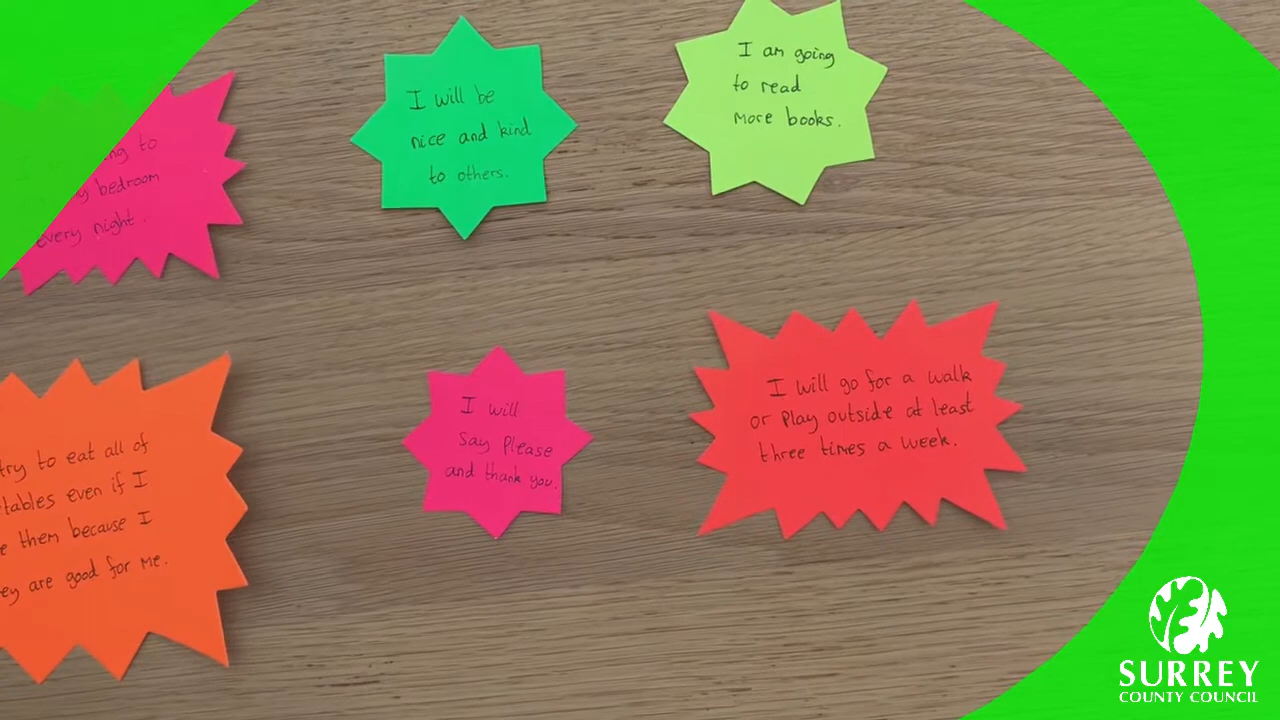 to
bedroom
every night.
I will be
nice and kind
to others.
I am going
to read
more books.
try to eat all of
even if I
them because I
are good for me.
I will
say please
and thank you.
I will go for a walk
or play outside at least
three times a week.
SURREY
COUNTY COUNCIL